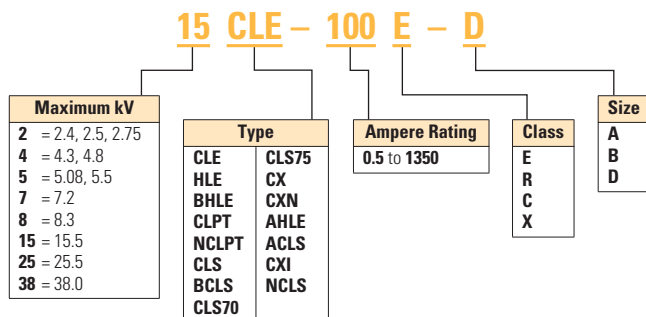 15 CLE – 100 E – D
Maximum kV
2 = 2.4, 2.5, 2.75
4 = 4.3, 4.8
5 = 5.08, 5.5
7 = 7.2
8 = 8.3
15 = 15.5
25 = 25.5
38 = 38.0
Type
CLE
HLE
BHLE
CLPT
NCLPT
CLS
BCLS
CLS70
CLS75
CX
CXN
AHLE
ACLS
CXI
NCLS
Ampere Rating
0.5 to 1350
Class
E
R
C
X
Size
A
B
D